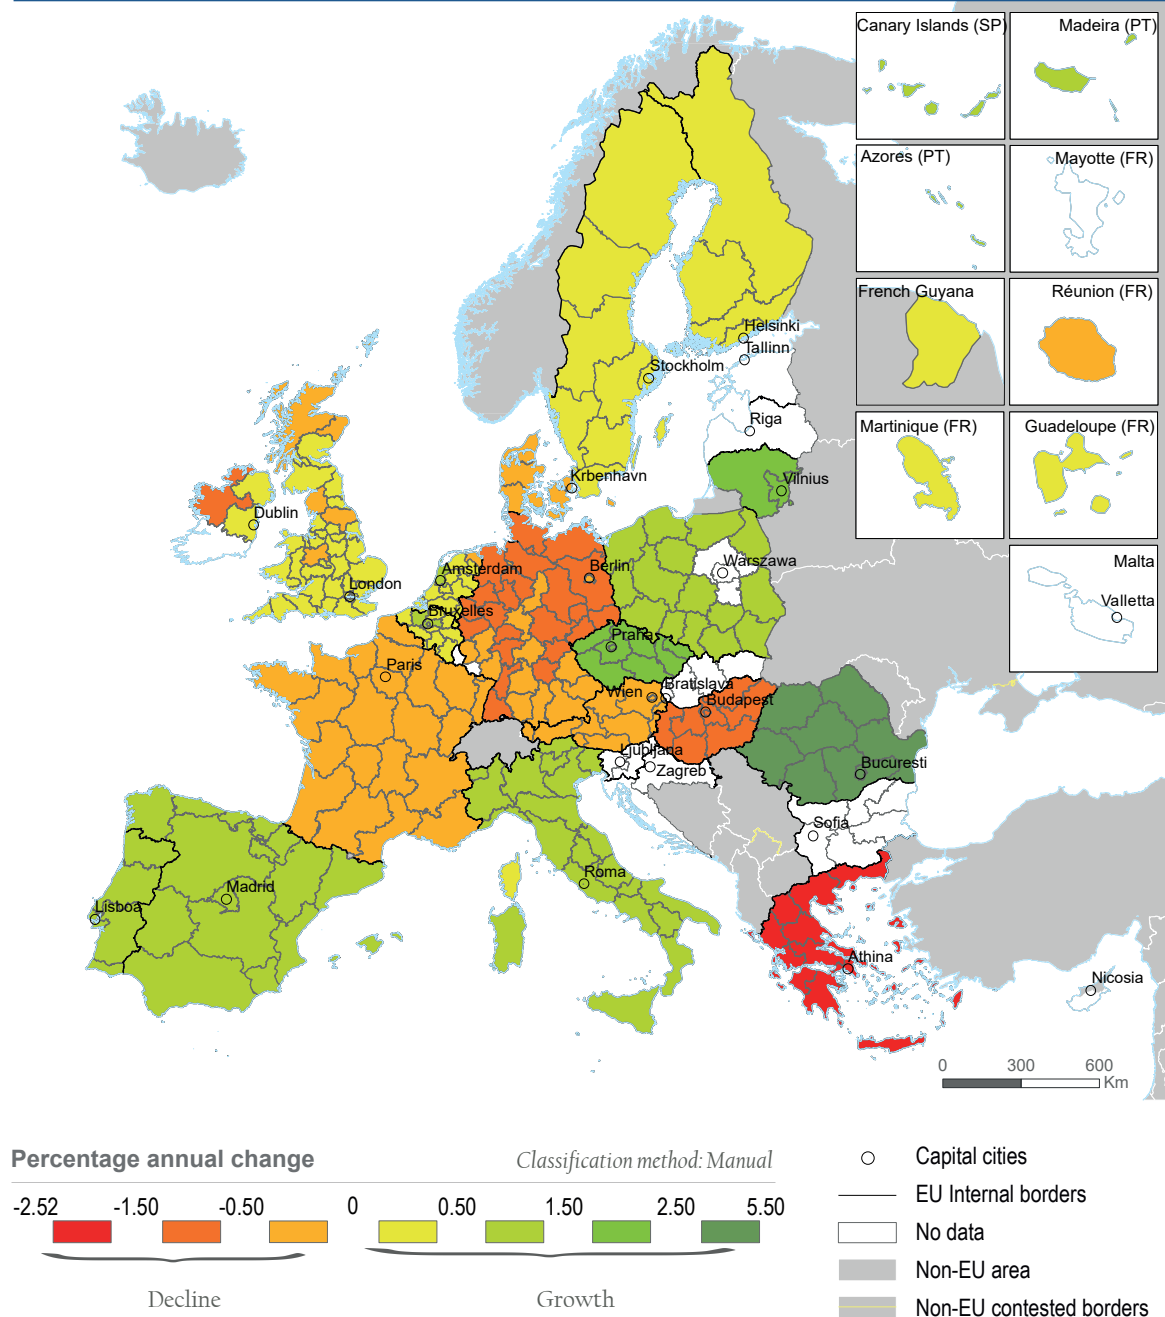 Canary Islands (SP)
Madeira (PT)
Azores (PT)
Mayotte (FR)
French Guyana
Réunion (FR)
Martinique (FR)
Guadeloupe (FR)
Malta
Valletta
Helsinki
Tallinn
Stockholm
Riga
Krbenhavn
Vilnius
Dublin
Warszawa
Berlin
Amsterdam
London
Bruxelles
Praha
Paris
Wien
Bratislava
Budapest
Ljubljana
Zagreb
Bucuresti
Sofia
Roma
Madrid
Lisboa
Athina
Nicosia
0 300 600
Km
Percentage annual change
Classification method: Manual
-2.52 -1.50 -0.50 0 0.50 1.50 2.50 5.50
Decline
Growth
Capital cities
EU Internal borders
No data
Non-EU area
Non-EU contested borders